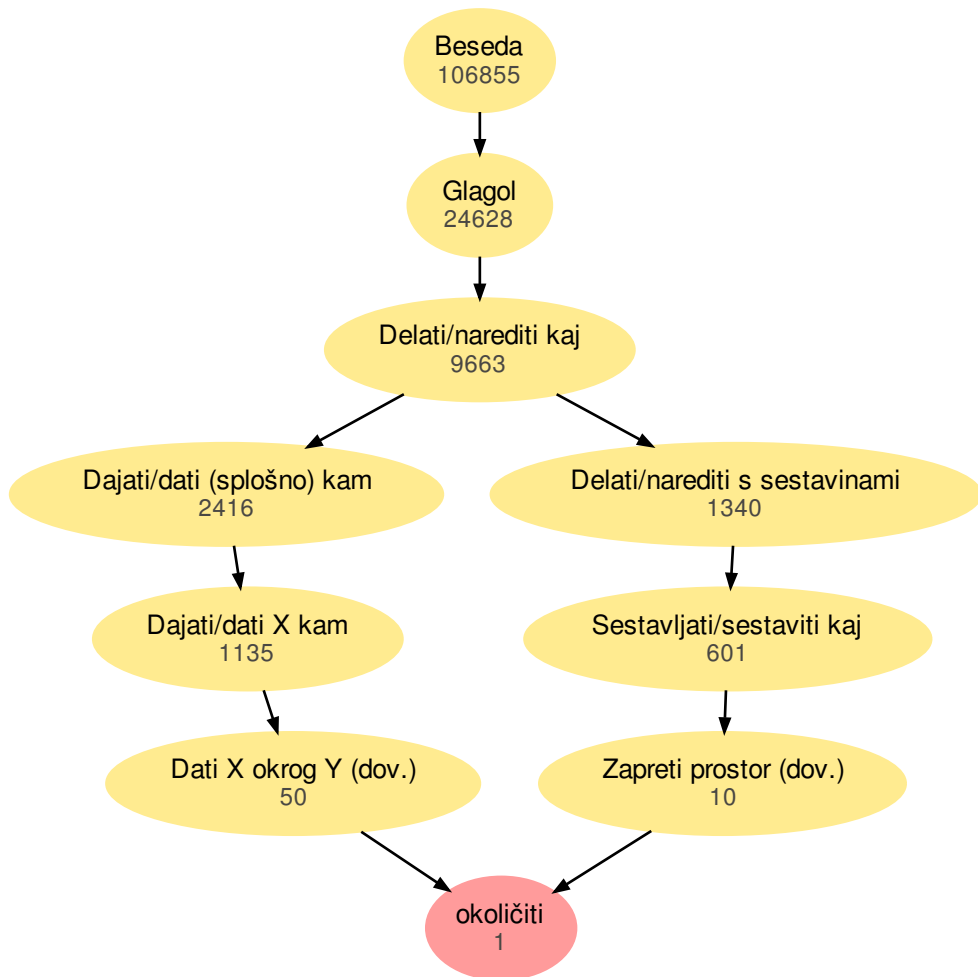 Beseda
106855
Glagol
24628
Delati/narediti kaj
9663
Dajati/dati (splošno) kam
2416
Delati/narediti s sestavinami
1340
Dajati/dati X kam
1135
Sestavljati/sestaviti kaj
601
Dati X okrog Y (dov.)
50
Zapreti prostor (dov.)
10
okoličiti
1